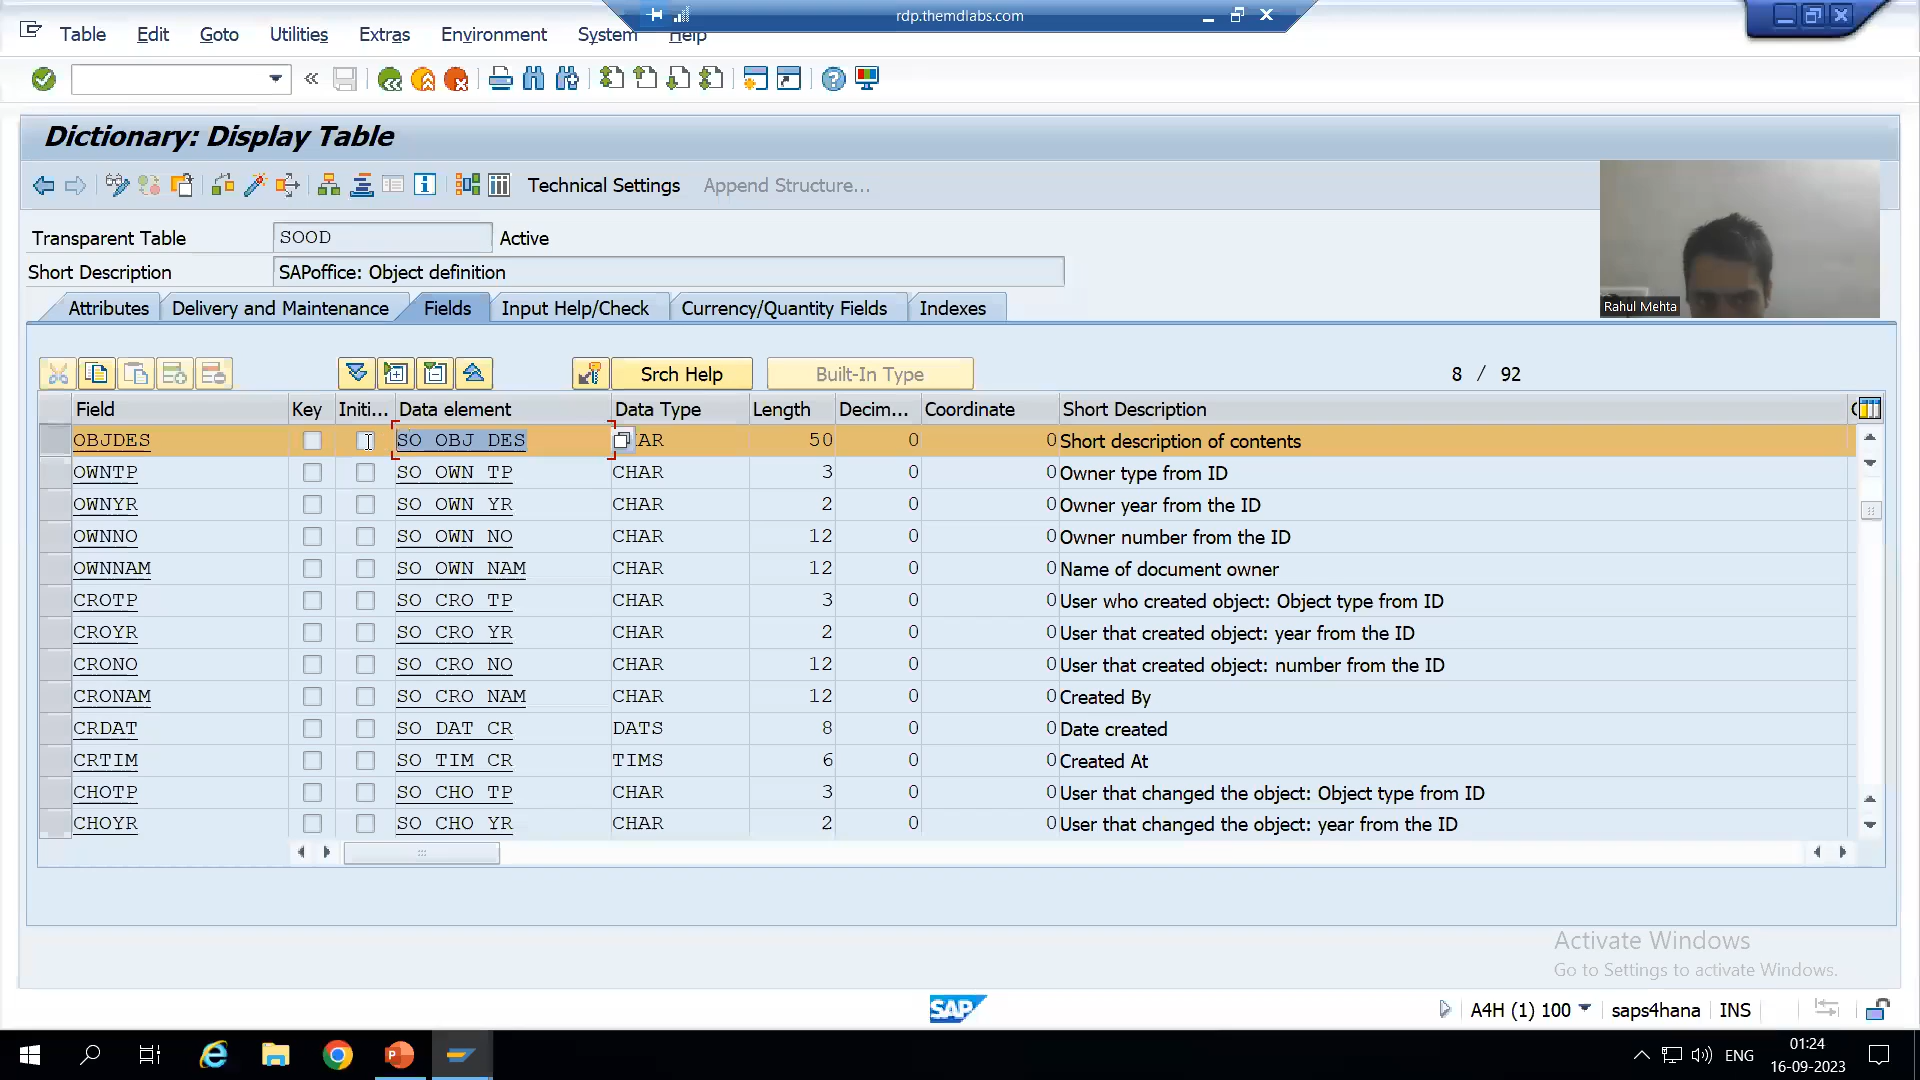 rdp.themdlabs.com
Table Edit Goto Utilities Extras Environment System Help
Dictionary: Display Table
Technical Settings Append Structure...
Transparent Table SOOD Active
Short Description SAPoffice: Object definition
Rahul Mehta
Attributes Delivery and Maintenance Fields Input Help/Check Currency/Quantity Fields Indexes
Srch Help Built-In Type 8 / 92
Field Key Initi... Data element Data Type Length Decim... Coordinate Short Description
OBJDES SO_OBJ_DES AR 50 0 0 Short description of contents
OWNTP SO_OWN_TP CHAR 3 0 0 Owner type from ID
OWNYR SO_OWN_YR CHAR 2 0 0 Owner year from the ID
OWNNO SO_OWN_NO CHAR 12 0 0 Owner number from the ID
OWNNAM SO_OWN_NAM CHAR 12 0 0 Name of document owner
CROTP SO_CRO_TP CHAR 3 0 0 User who created object: Object type from ID
CROYR SO_CRO_YR CHAR 2 0 0 User that created object: year from the ID
CRONO SO_CRO_NO CHAR 12 0 0 User that created object: number from the ID
CRONAM SO_CRO_NAM CHAR 12 0 0 Created By
CRDAT SO_DAT_CR DATS 8 0 0 Date created
CRTIM SO_TIM_CR TIMS 6 0 0 Created At
CHOTP SO_CHO_TP CHAR 3 0 0 User that changed the object: Object type from ID
CHOYR SO_CHO_YR CHAR 2 0 0 User that changed the object: year from the ID
Activate Windows
Go to Settings to activate Windows.
SAP
A4H (1) 100 saps4hana INS
ENG
01:24
16-09-2023